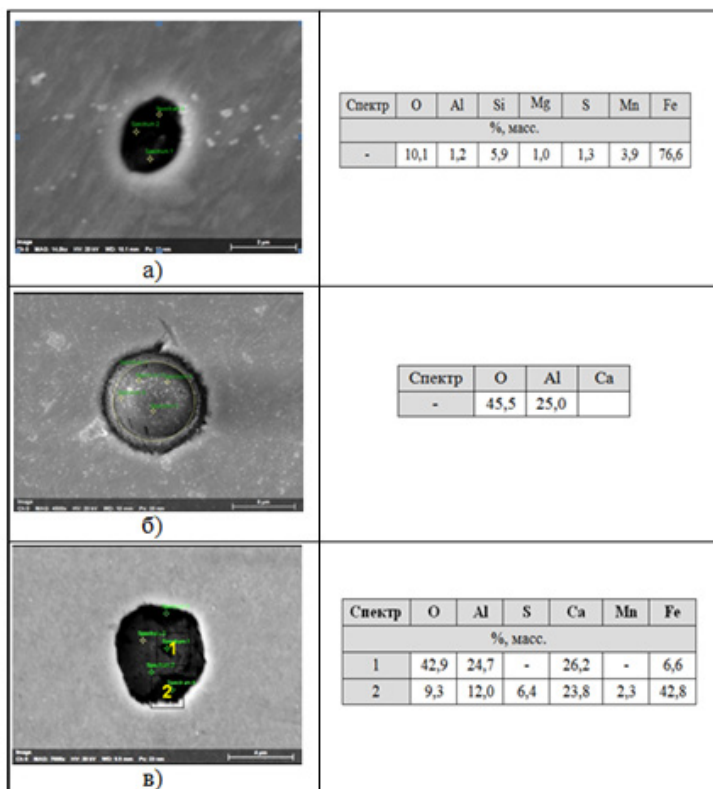 Спектр O Al Si Mg S Mn Fe
%, масс.
- 10,1 1,2 5,9 1,0 1,3 3,9 76,6
а)
Спектр O Al Ca
- 45,5 25,0
б)
1
2
Спектр O Al S Ca Mn Fe
%, масс.
1 42,9 24,7 - 26,2 - 6,6
2 9,3 12,0 6,4 23,8 2,3 42,8
в)